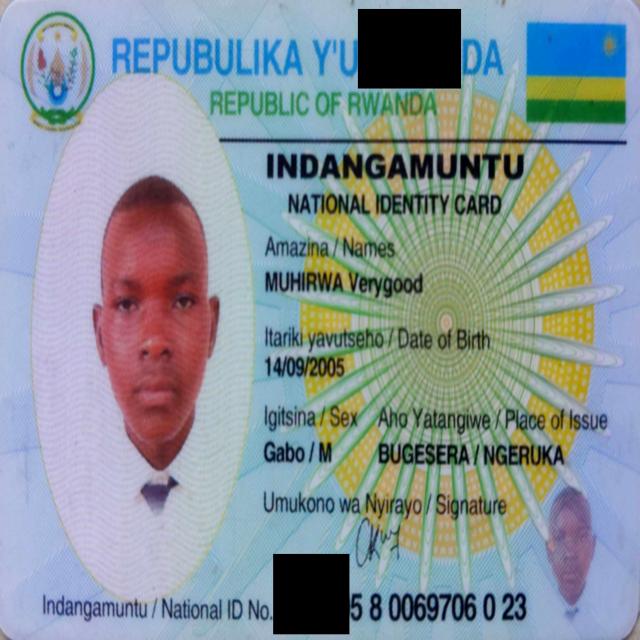 REPUBULIKA Y'U DA
REPUBLIC OF RWANDA
INDANGAMUNTU
NATIONAL IDENTITY CARD
Amazina / Names
MUHIRWA Verygood
Itariki yavutseho / Date of Birth
14/09/2005
Igitsina / Sex Aho Yatangiwe / Place of Issue
Gabo / M BUGESERA / NGERUKA
Umukono wa Nyirayo / Signature
Indangamuntu / National ID No. 5 8 0069706 0 23